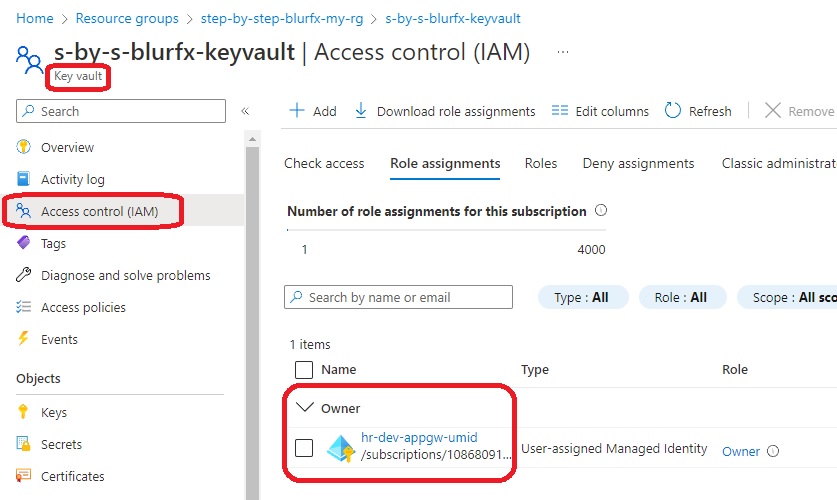 Home > Resource groups > step-by-step-blurfx-my-rg > s-by-s-blurfx-keyvault
s-by-s-blurfx-keyvault | Access control (IAM) ...
Key vault
Search «
Add Download role assignments Edit columns Refresh Remove
Overview
Activity log
Access control (IAM)
Tags
Diagnose and solve problems
Access policies
Events
Objects
Keys
Secrets
Certificates
Check access Role assignments Roles Deny assignments Classic administrat
Number of role assignments for this subscription
1 4000
Search by name or email Type : All Role : All Scope : All sco
1 items
Name Type Role
Owner
hr-dev-appgw-umid
/subscriptions/10868091... User-assigned Managed Identity Owner